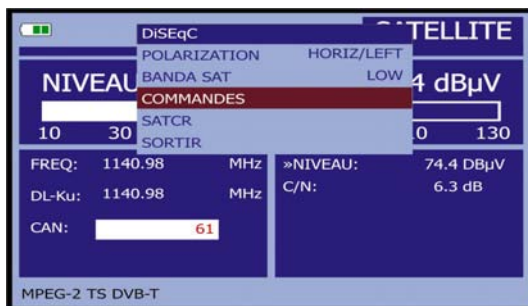 DiSEqC
POLARIZATION HORIZ/LEFT
BANDA SAT LOW
COMMANDES
SATCR
SORTIR
TELLITE
NIVEAU
4 dBµV
10 30 0 130
FREQ: 1140.98 MHz
DL-Ku: 1140.98 MHz
CAN: 61
»NIVEAU: 74.4 DBµV
C/N: 6.3 dB
MPEG-2 TS DVB-T